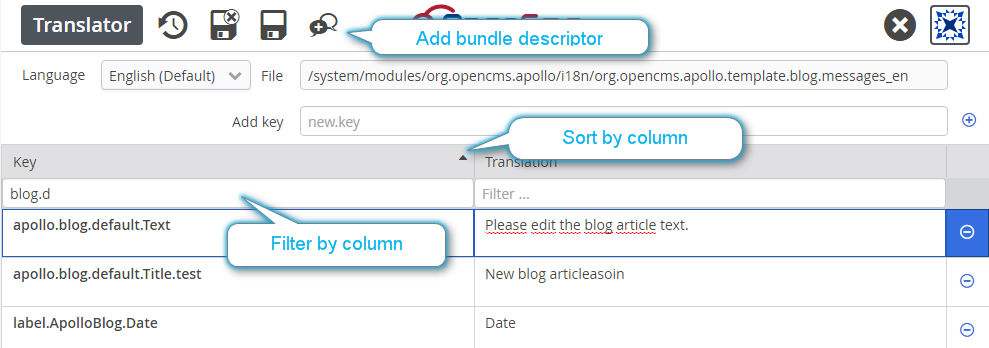 Translator
Add bundle descriptor
Language English (Default) File /system/modules/org.opencms.apollo/i18n/org.opencms.apollo.template.blog.messages_en
Add key new.key
Sort by column
Key Translation
blog.d Filter ...
apollo.blog.default.Text Please edit the blog article text.
Filter by column
apollo.blog.default.Title.test New blog articleasoin
label.ApolloBlog.Date Date